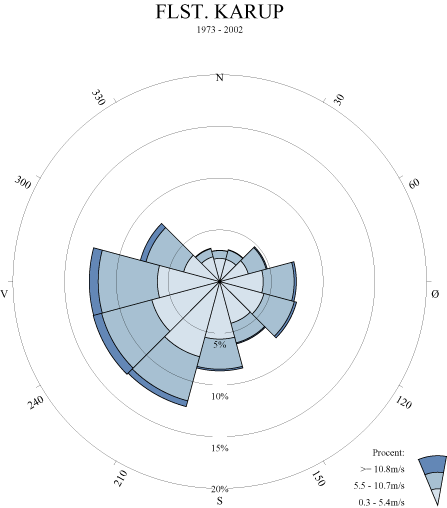 FLST. KARUP
1973 - 2002
N
330
30
300
60
V
Ø
5%
240
120
10%
15%
210
150
20%
S
Procent:
>= 10.8m/s
5.5 - 10.7m/s
0.3 - 5.4m/s